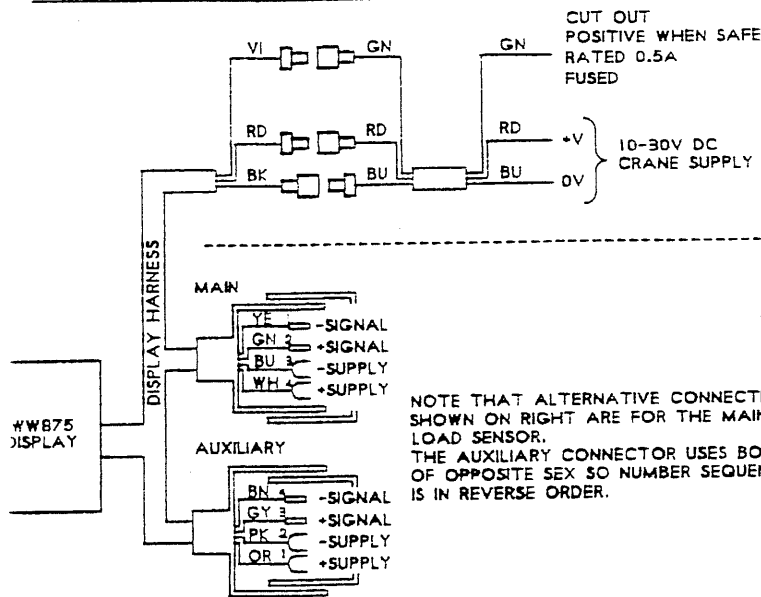 CUT OUT
POSITIVE WHEN SAFE
RATED 0.5A
FUSED
VI GN GN
RD RD RD +V
BK BU BU 0V
10-30V DC
CRANE SUPPLY
DISPLAY HARNESS
MAIN
YE 1 -SIGNAL
GN 2 +SIGNAL
BU 3 -SUPPLY
WH 4 +SUPPLY
WW875
DISPLAY
NOTE THAT ALTERNATIVE CONNECTI
SHOWN ON RIGHT ARE FOR THE MAIN
LOAD SENSOR.
THE AUXILIARY CONNECTOR USES BO
OF OPPOSITE SEX SO NUMBER SEQUEN
IS IN REVERSE ORDER.
AUXILIARY
BN 4 -SIGNAL
GY 3 +SIGNAL
PK 2 -SUPPLY
OR 1 +SUPPLY